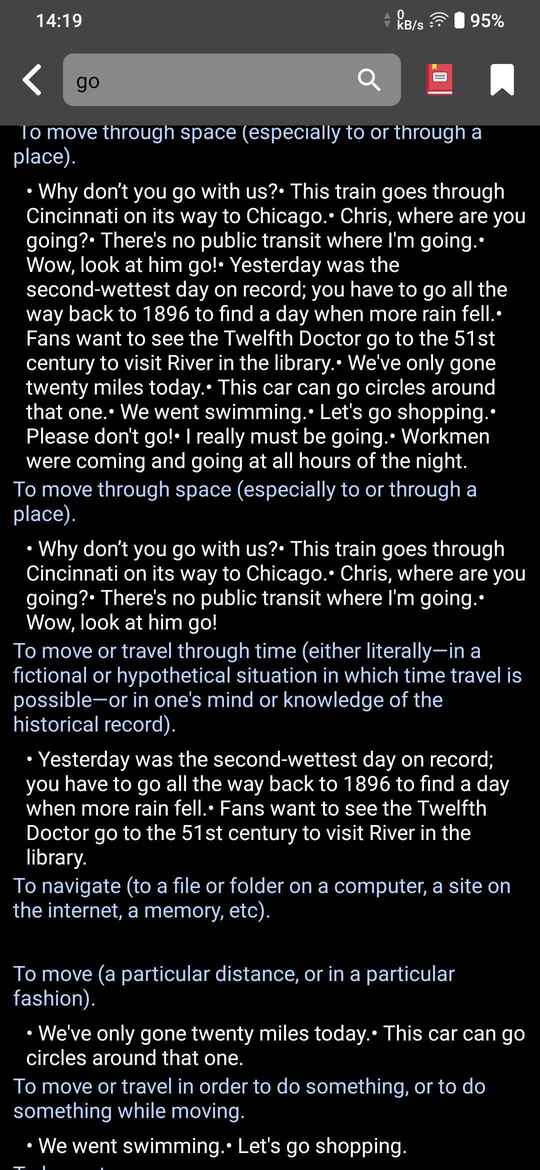 14:19
0
kB/s
95%
go
To move through space (especially to or through a
place).
• Why don’t you go with us?• This train goes through
Cincinnati on its way to Chicago.• Chris, where are you
going?• There's no public transit where I'm going.•
Wow, look at him go!• Yesterday was the
second-wettest day on record; you have to go all the
way back to 1896 to find a day when more rain fell.•
Fans want to see the Twelfth Doctor go to the 51st
century to visit River in the library.• We've only gone
twenty miles today.• This car can go circles around
that one.• We went swimming.• Let's go shopping.•
Please don't go!• I really must be going.• Workmen
were coming and going at all hours of the night.
To move through space (especially to or through a
place).
• Why don’t you go with us?• This train goes through
Cincinnati on its way to Chicago.• Chris, where are you
going?• There's no public transit where I'm going.•
Wow, look at him go!
To move or travel through time (either literally—in a
fictional or hypothetical situation in which time travel is
possible—or in one's mind or knowledge of the
historical record).
• Yesterday was the second-wettest day on record;
you have to go all the way back to 1896 to find a day
when more rain fell.• Fans want to see the Twelfth
Doctor go to the 51st century to visit River in the
library.
To navigate (to a file or folder on a computer, a site on
the internet, a memory, etc).
To move (a particular distance, or in a particular
fashion).
• We've only gone twenty miles today.• This car can go
circles around that one.
To move or travel in order to do something, or to do
something while moving.
• We went swimming.• Let's go shopping.